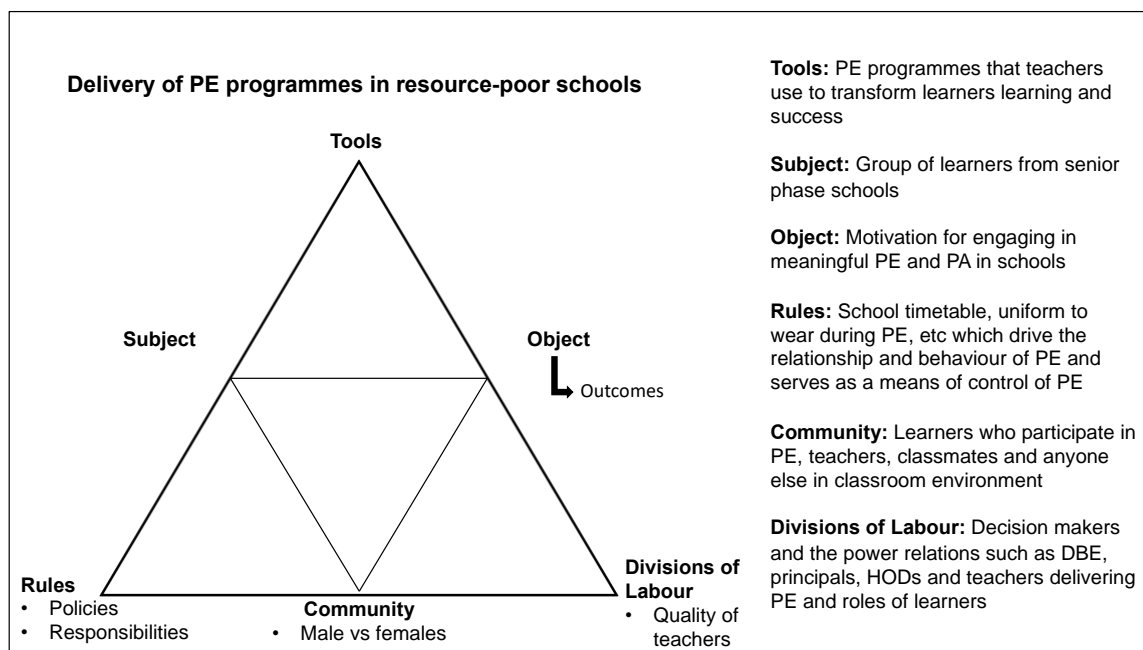 Delivery of PE programmes in resource-poor schools
Tools
Subject
Object
Outcomes
Rules
• Policies
• Responsibilities
Community
• Male vs females
Divisions of
Labour
• Quality of
teachers
Tools: PE programmes that teachers
use to transform learners learning and
success
Subject: Group of learners from senior
phase schools
Object: Motivation for engaging in
meaningful PE and PA in schools
Rules: School timetable, uniform to
wear during PE, etc which drive the
relationship and behaviour of PE and
serves as a means of control of PE
Community: Learners who participate in
PE, teachers, classmates and anyone
else in classroom environment
Divisions of Labour: Decision makers
and the power relations such as DBE,
principals, HODs and teachers delivering
PE and roles of learners